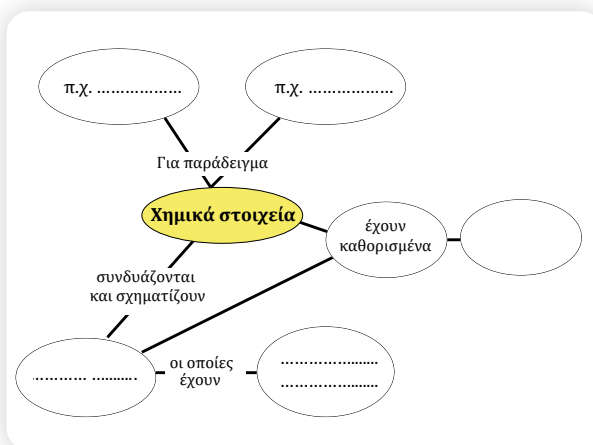 π.χ. ..................
π.χ. ..................
Για παράδειγμα
Χημικά στοιχεία
έχουν
καθορισμένα
συνδυάζονται
και σχηματίζουν
............ ..........
οι οποίες
έχουν
.....................
.....................